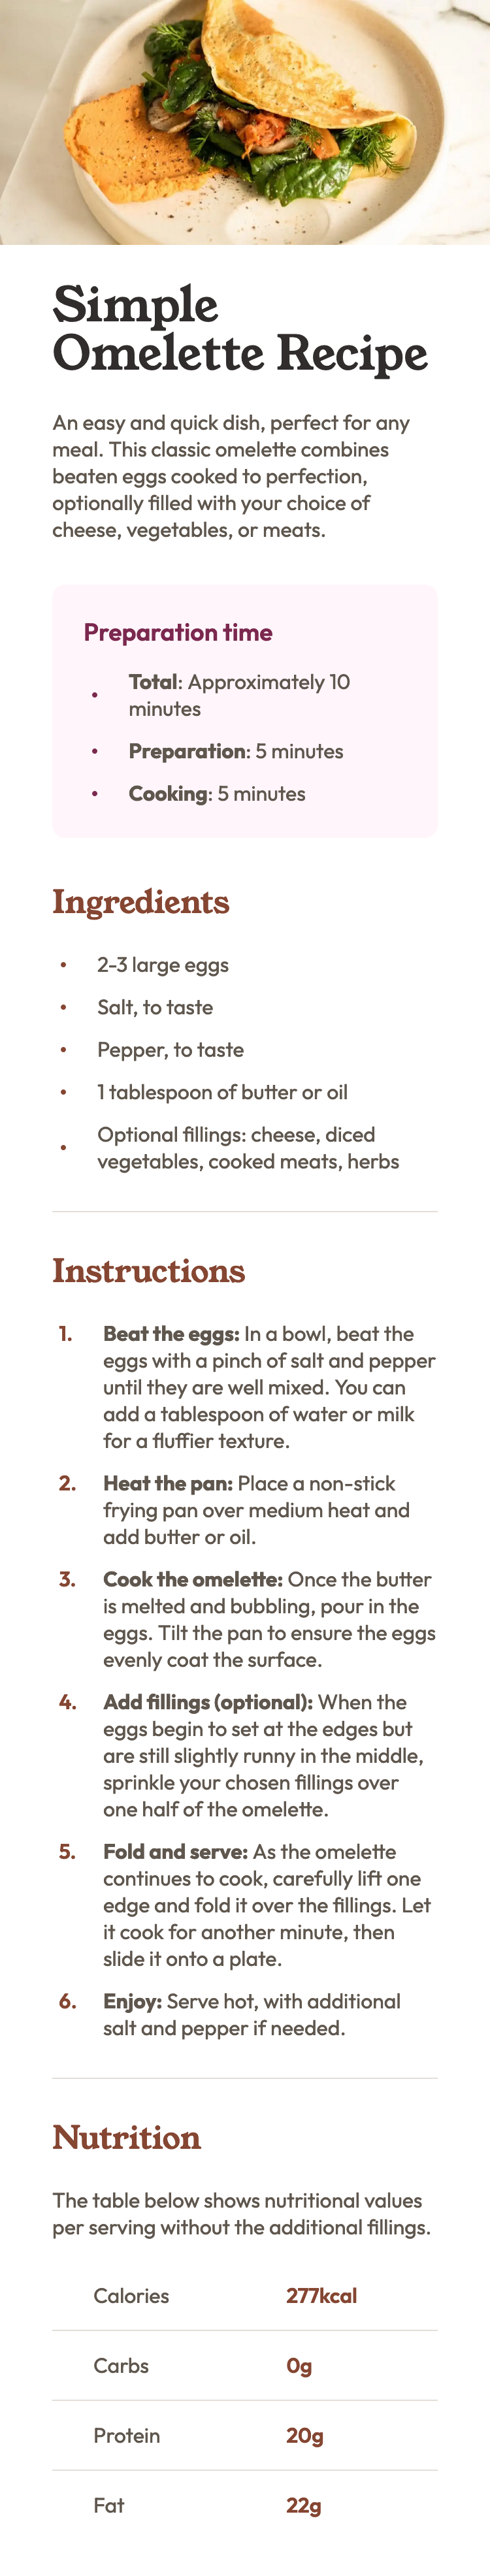 Simple
Omelette Recipe
An easy and quick dish, perfect for any
meal. This classic omelette combines
beaten eggs cooked to perfection,
optionally filled with your choice of
cheese, vegetables, or meats.
Preparation time
• Total: Approximately 10
minutes
• Preparation: 5 minutes
• Cooking: 5 minutes
Ingredients
• 2-3 large eggs
• Salt, to taste
• Pepper, to taste
• 1 tablespoon of butter or oil
• Optional fillings: cheese, diced
vegetables, cooked meats, herbs
Instructions
1. Beat the eggs: In a bowl, beat the
eggs with a pinch of salt and pepper
until they are well mixed. You can
add a tablespoon of water or milk
for a fluffier texture.
2. Heat the pan: Place a non-stick
frying pan over medium heat and
add butter or oil.
3. Cook the omelette: Once the butter
is melted and bubbling, pour in the
eggs. Tilt the pan to ensure the eggs
evenly coat the surface.
4. Add fillings (optional): When the
eggs begin to set at the edges but
are still slightly runny in the middle,
sprinkle your chosen fillings over
one half of the omelette.
5. Fold and serve: As the omelette
continues to cook, carefully lift one
edge and fold it over the fillings. Let
it cook for another minute, then
slide it onto a plate.
6. Enjoy: Serve hot, with additional
salt and pepper if needed.
Nutrition
The table below shows nutritional values
per serving without the additional fillings.
Calories 277kcal
Carbs 0g
Protein 20g
Fat 22g